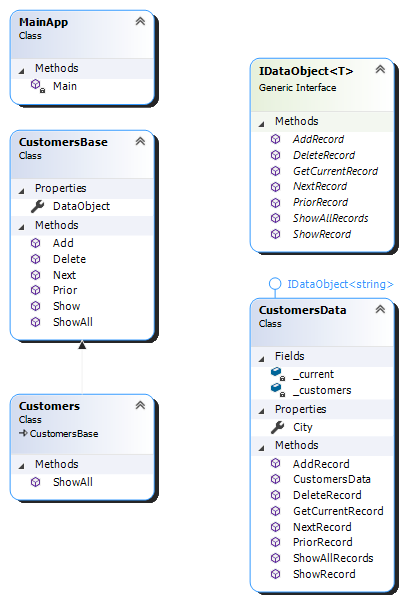 MainApp
Class
Methods
Main
CustomersBase
Class
Properties
DataObject
Methods
Add
Delete
Next
Prior
Show
ShowAll
Customers
Class
CustomersBase
Methods
ShowAll
IDataObject<T>
Generic Interface
Methods
AddRecord
DeleteRecord
GetCurrentRecord
NextRecord
PriorRecord
ShowAllRecords
ShowRecord
IDataObject<string>
CustomersData
Class
Fields
_current
_customers
Properties
City
Methods
AddRecord
CustomersData
DeleteRecord
GetCurrentRecord
NextRecord
PriorRecord
ShowAllRecords
ShowRecord